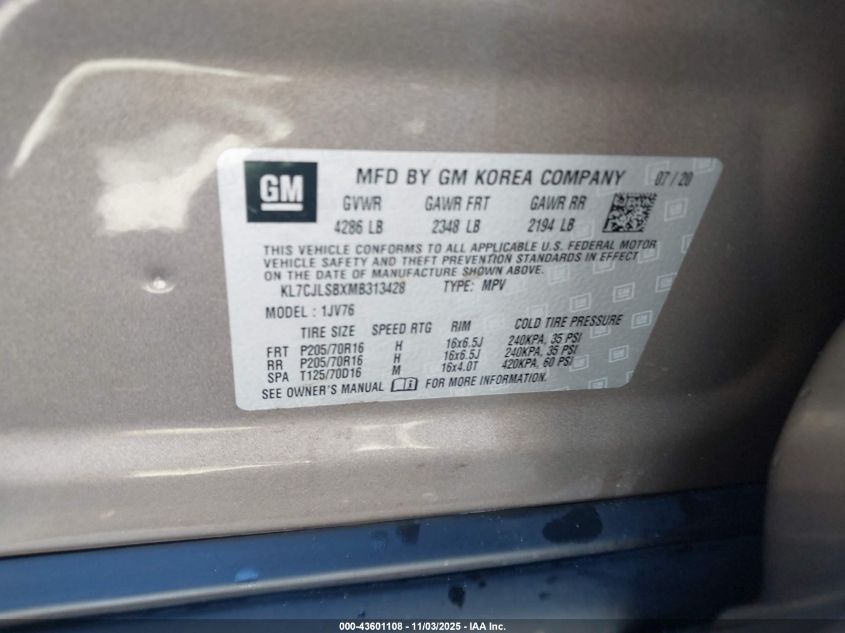 GM MFD BY GM KOREA COMPANY 07/20
GVWR GAWR FRT GAWR RR
4286 LB 2348 LB 2194 LB
THIS VEHICLE CONFORMS TO ALL APPLICABLE U.S. FEDERAL MOTOR
VEHICLE SAFETY AND THEFT PREVENTION STANDARDS IN EFFECT
ON THE DATE OF MANUFACTURE SHOWN ABOVE.
KL7CJLSBXMB313428 TYPE: MPV
MODEL : 1JV76
TIRE SIZE SPEED RTG RIM COLD TIRE PRESSURE
FRT P205/70R16 H 16x6.5J 240KPA, 35 PSI
RR P205/70R16 H 16x6.5J 240KPA, 35 PSI
SPA T125/70D16 M 16x4.0T 420KPA, 60 PSI
SEE OWNER'S MANUAL FOR MORE INFORMATION.
000-43601108 - 11/03/2025 - IAA Inc.